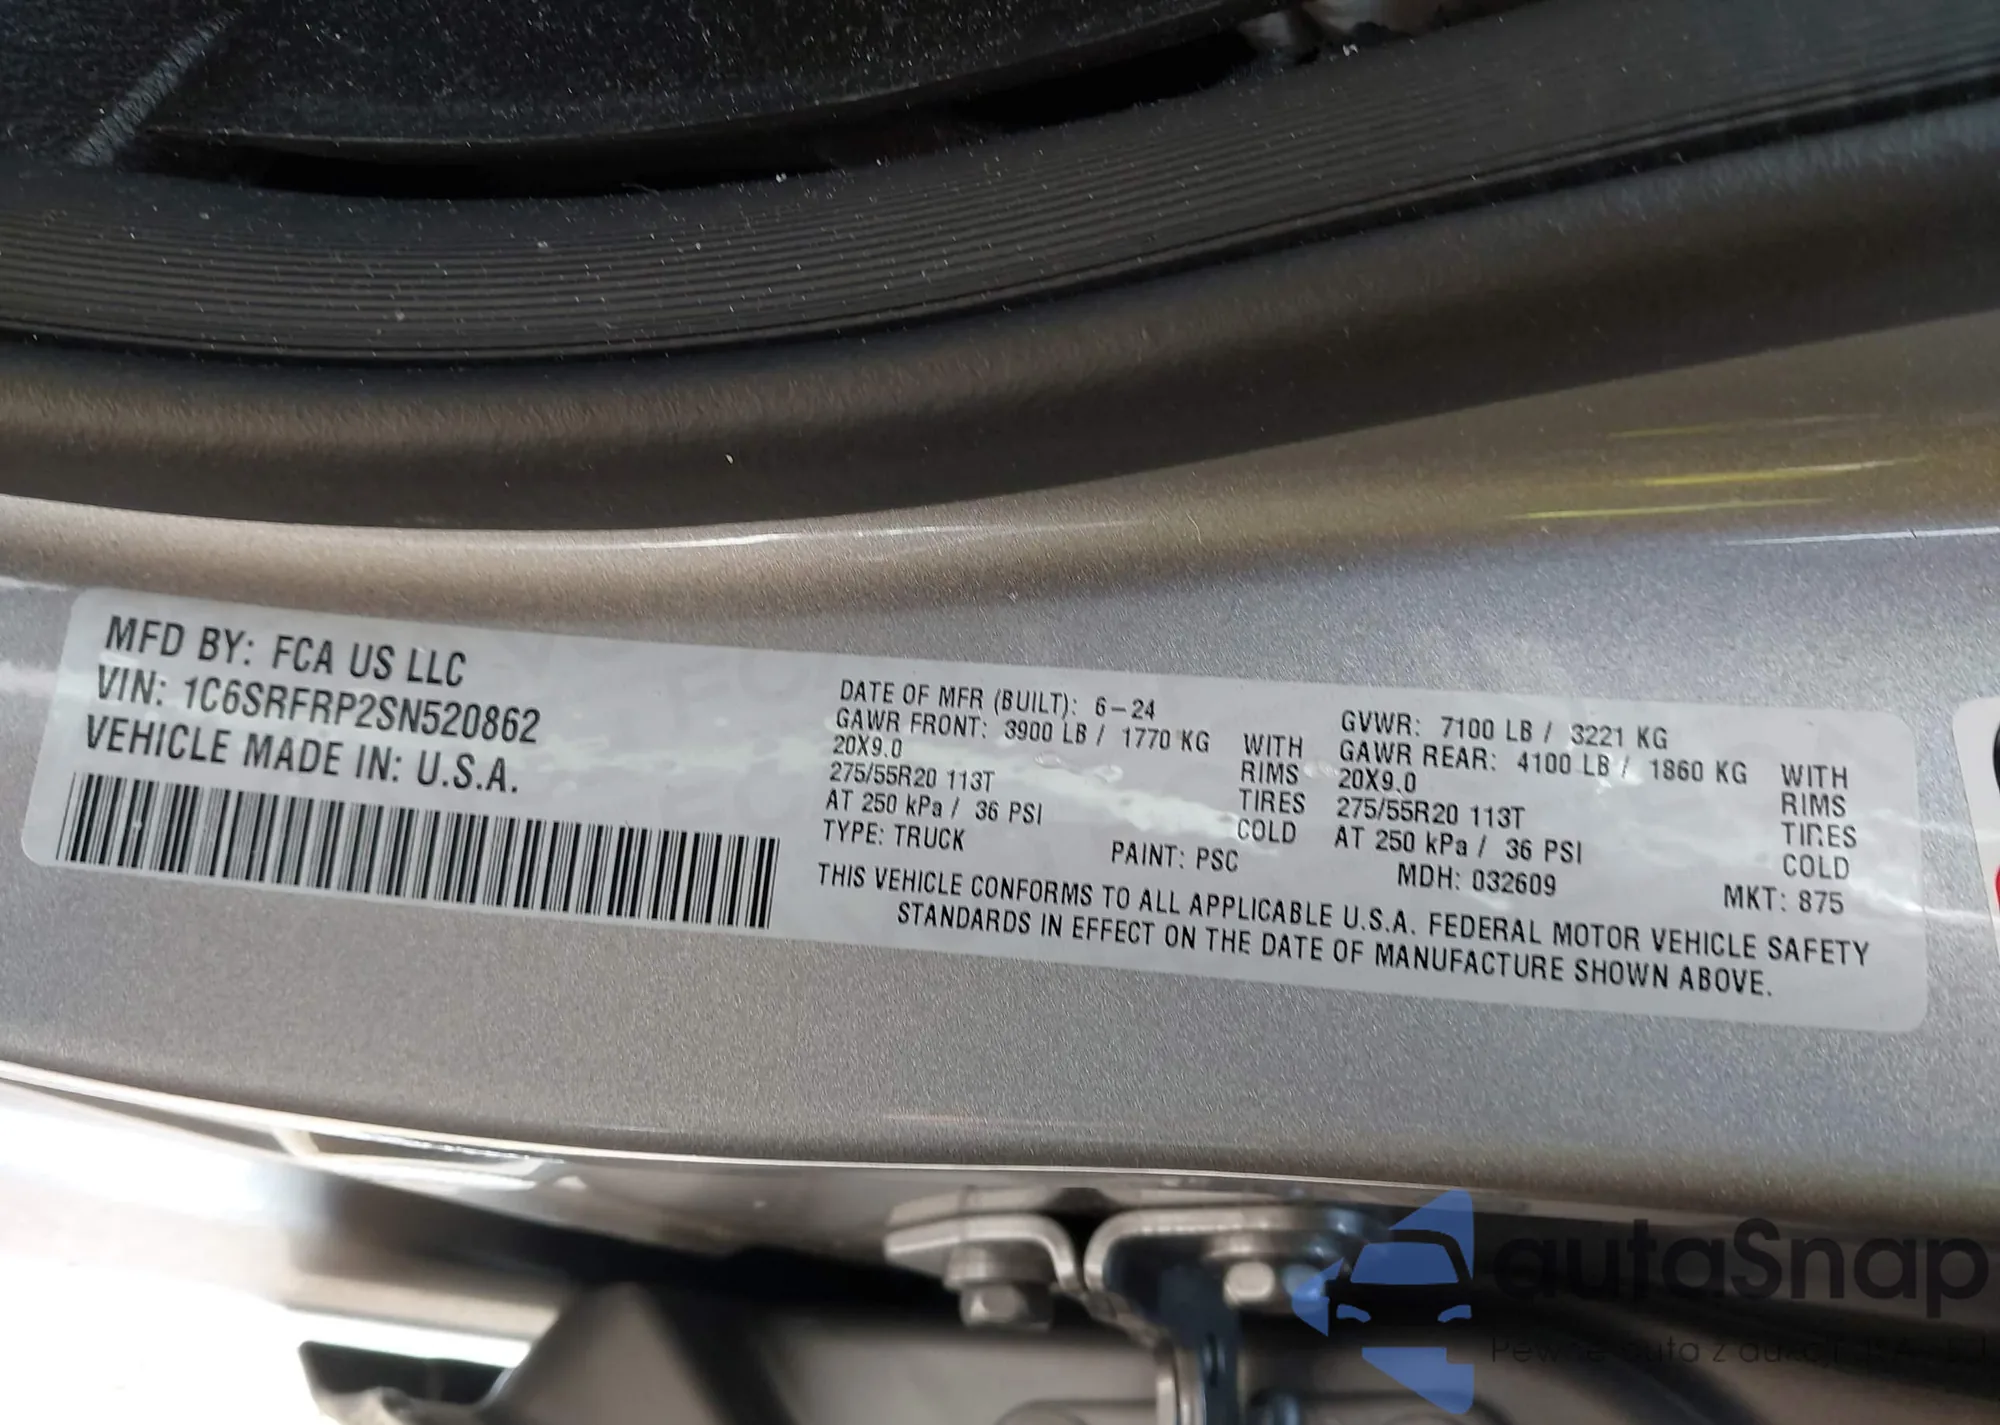 MFD BY: FCA US LLC
VIN: 1C6SRFRP2SN520862
VEHICLE MADE IN: U.S.A.
DATE OF MFR (BUILT): 6-24
GVWR: 7100 LB / 3221 KG
GAWR FRONT: 3900 LB / 1770 KG WITH
GAWR REAR: 4100 LB / 1860 KG WITH
20X9.0 RIMS
20X9.0 RIMS
275/55R20 113T TIRES
275/55R20 113T TIRES
AT 250 kPa / 36 PSI COLD
AT 250 kPa / 36 PSI COLD
TYPE: TRUCK PAINT: PSC MDH: 032609 MKT: 875
THIS VEHICLE CONFORMS TO ALL APPLICABLE U.S.A. FEDERAL MOTOR VEHICLE SAFETY
STANDARDS IN EFFECT ON THE DATE OF MANUFACTURE SHOWN ABOVE.
autaSnap
auta z